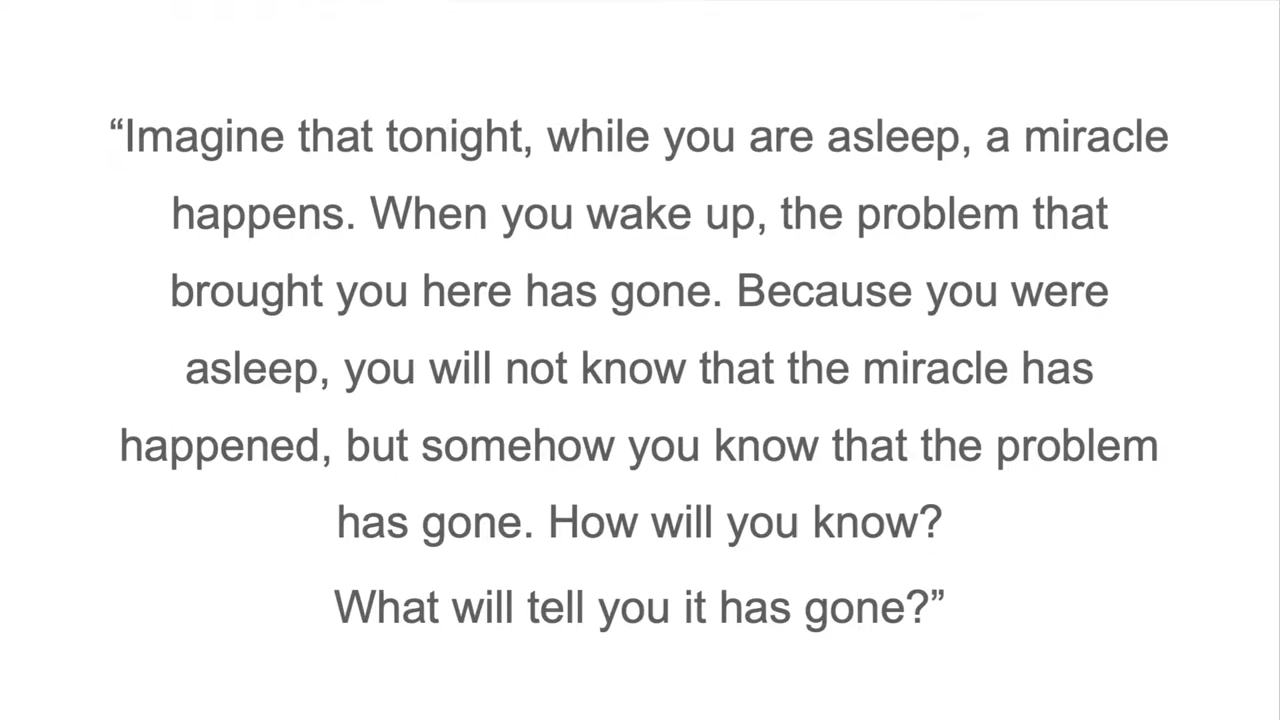 “Imagine that tonight, while you are asleep, a miracle
happens. When you wake up, the problem that
brought you here has gone. Because you were
asleep, you will not know that the miracle has
happened, but somehow you know that the problem
has gone. How will you know?
What will tell you it has gone?”